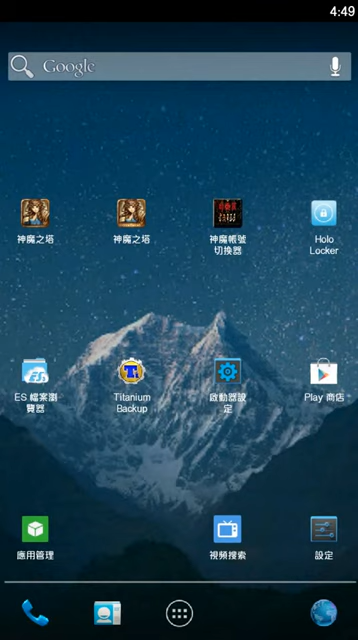 4:49
Google
神魔之塔
神魔之塔
神魔帳號
切換器
Holo
Locker
ES 檔案瀏
覽器
Titanium
Backup
啟動器設
定
Play 商店
應用管理
視頻搜索
設定